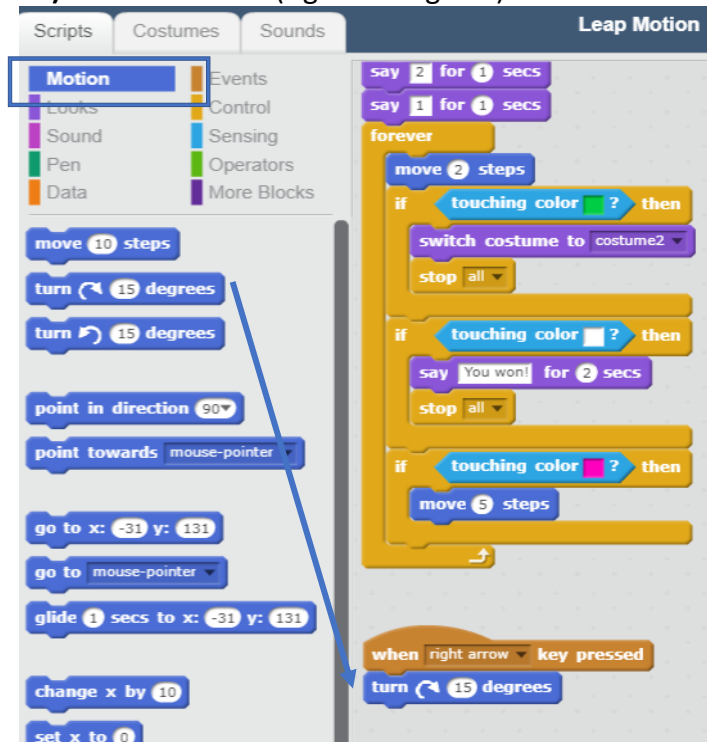 Scripts Costumes Sounds
Leap Motion
Motion Events
Looks Control
Sound Sensing
Pen Operators
Data More Blocks
move 10 steps
turn 15 degrees
turn 15 degrees
point in direction 90
point towards mouse-pointer
go to x: -31 y: 131
go to mouse-pointer
glide 1 secs to x: -31 y: 131
change x by 10
set x to 0
say 2 for 1 secs
say 1 for 1 secs
forever
move 2 steps
if touching color ? then
switch costume to costume2
stop all
if touching color ? then
say You won! for 2 secs
stop all
if touching color ? then
move 5 steps
when right arrow key pressed
turn 15 degrees